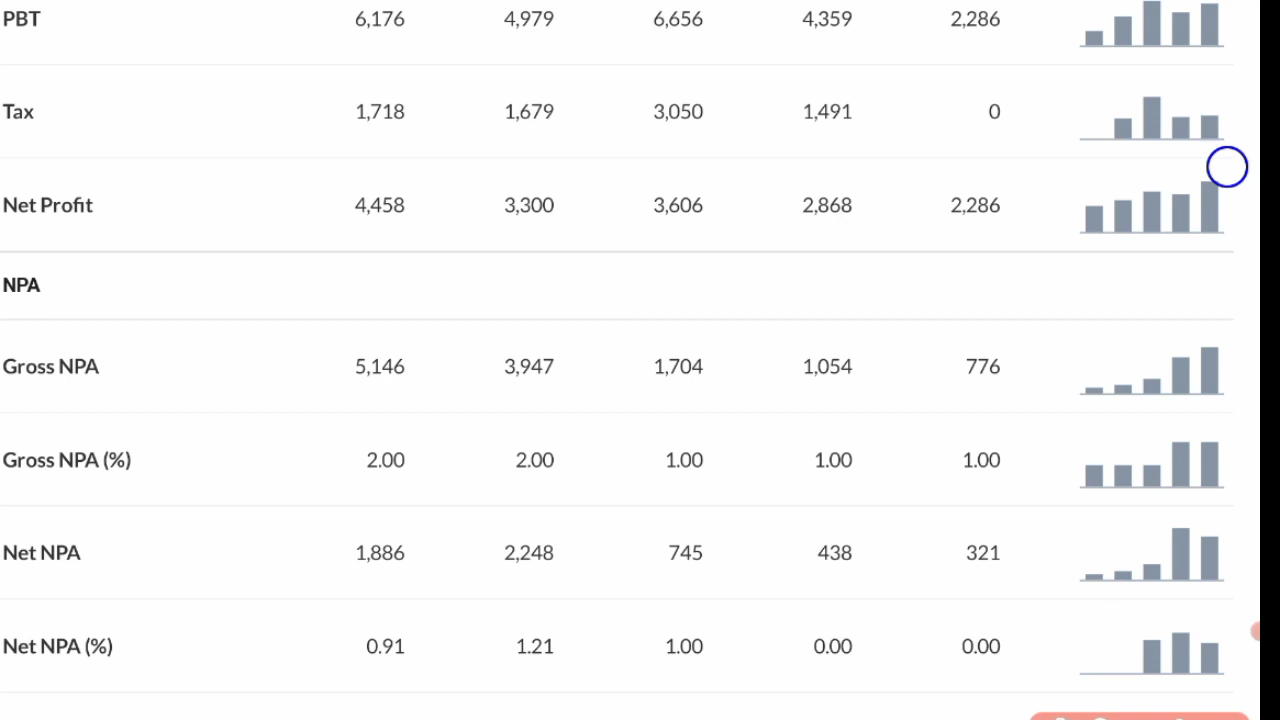 PBT 6,176 4,979 6,656 4,359 2,286
Tax 1,718 1,679 3,050 1,491 0
Net Profit 4,458 3,300 3,606 2,868 2,286
NPA
Gross NPA 5,146 3,947 1,704 1,054 776
Gross NPA (%) 2.00 2.00 1.00 1.00 1.00
Net NPA 1,886 2,248 745 438 321
Net NPA (%) 0.91 1.21 1.00 0.00 0.00